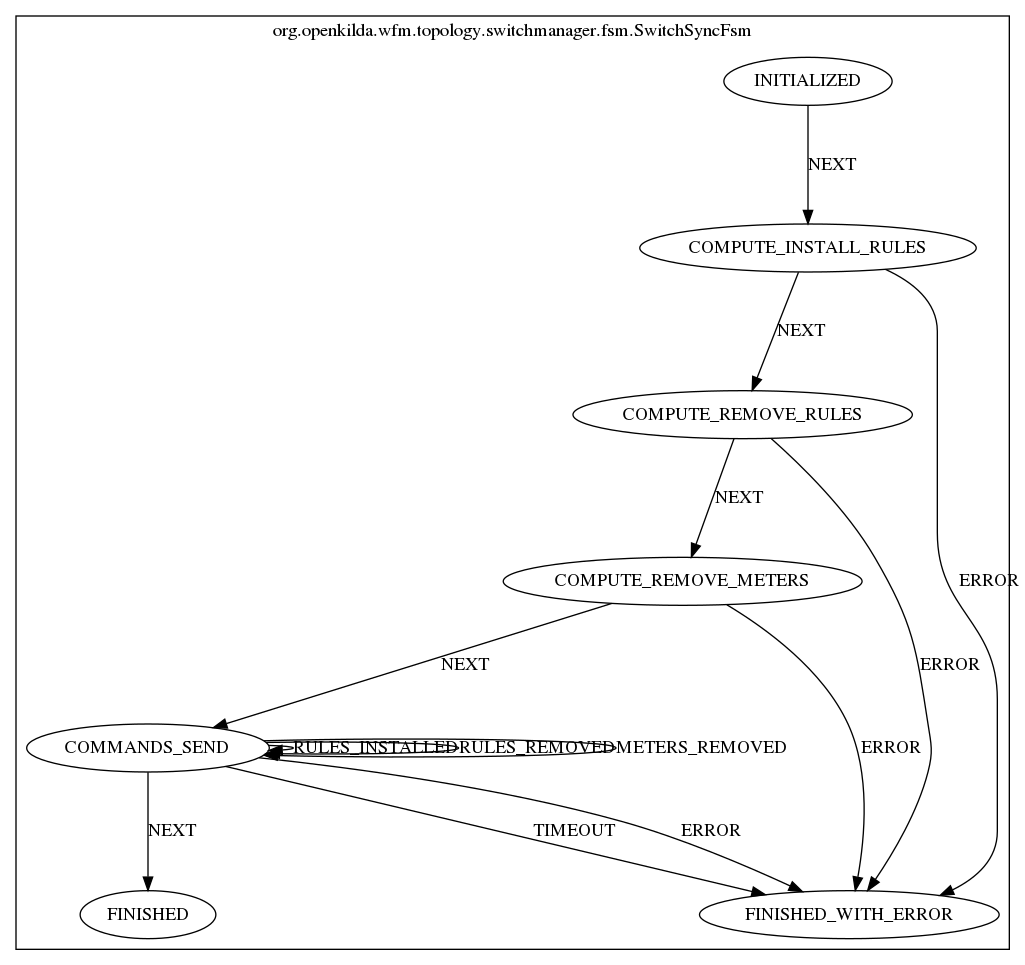 org.openkilda.wfm.topology.switchmanager.fsm.SwitchSyncFsm
INITIALIZED
NEXT
COMPUTE_INSTALL_RULES
NEXT
COMPUTE_REMOVE_RULES
NEXT
COMPUTE_REMOVE_METERS
ERROR
NEXT
ERROR
COMMANDS_SEND
RULES_INSTALLED
RULES_REMOVED
METERS_REMOVED
ERROR
NEXT
TIMEOUT
ERROR
FINISHED
FINISHED_WITH_ERROR